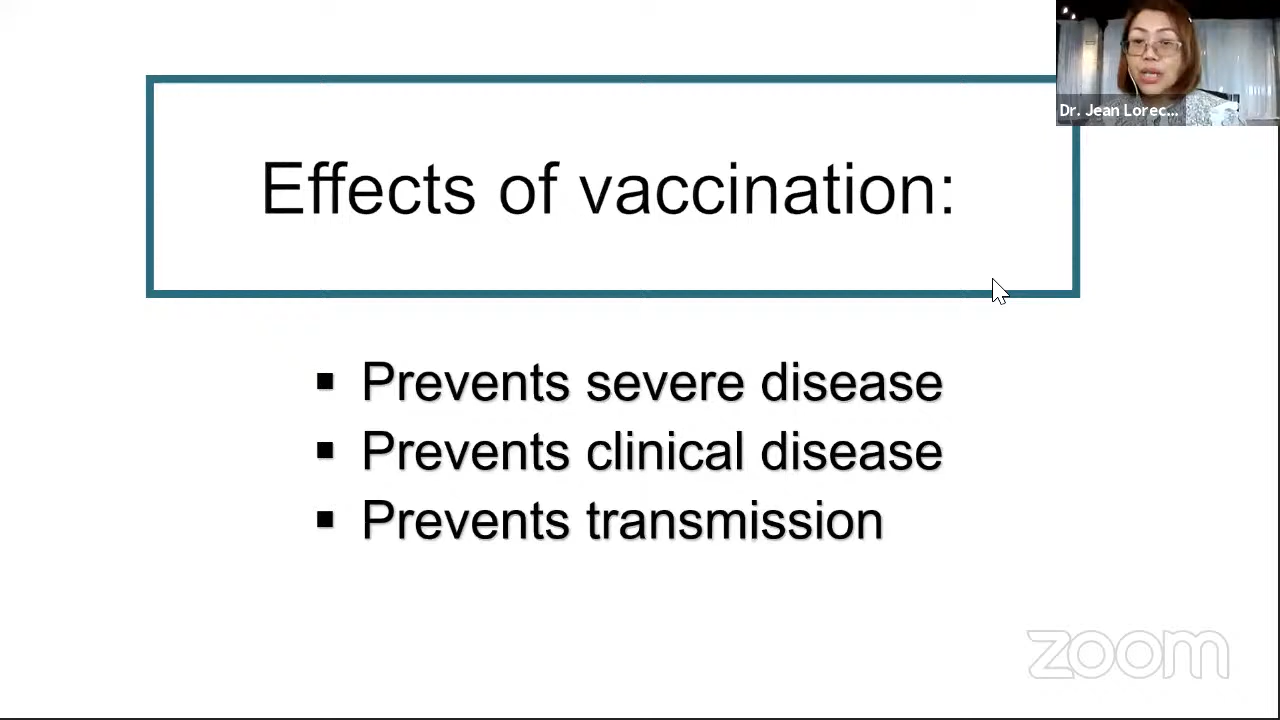 Dr. Jean Lorec...
Effects of vaccination:
▪ Prevents severe disease
▪ Prevents clinical disease
▪ Prevents transmission
zoom